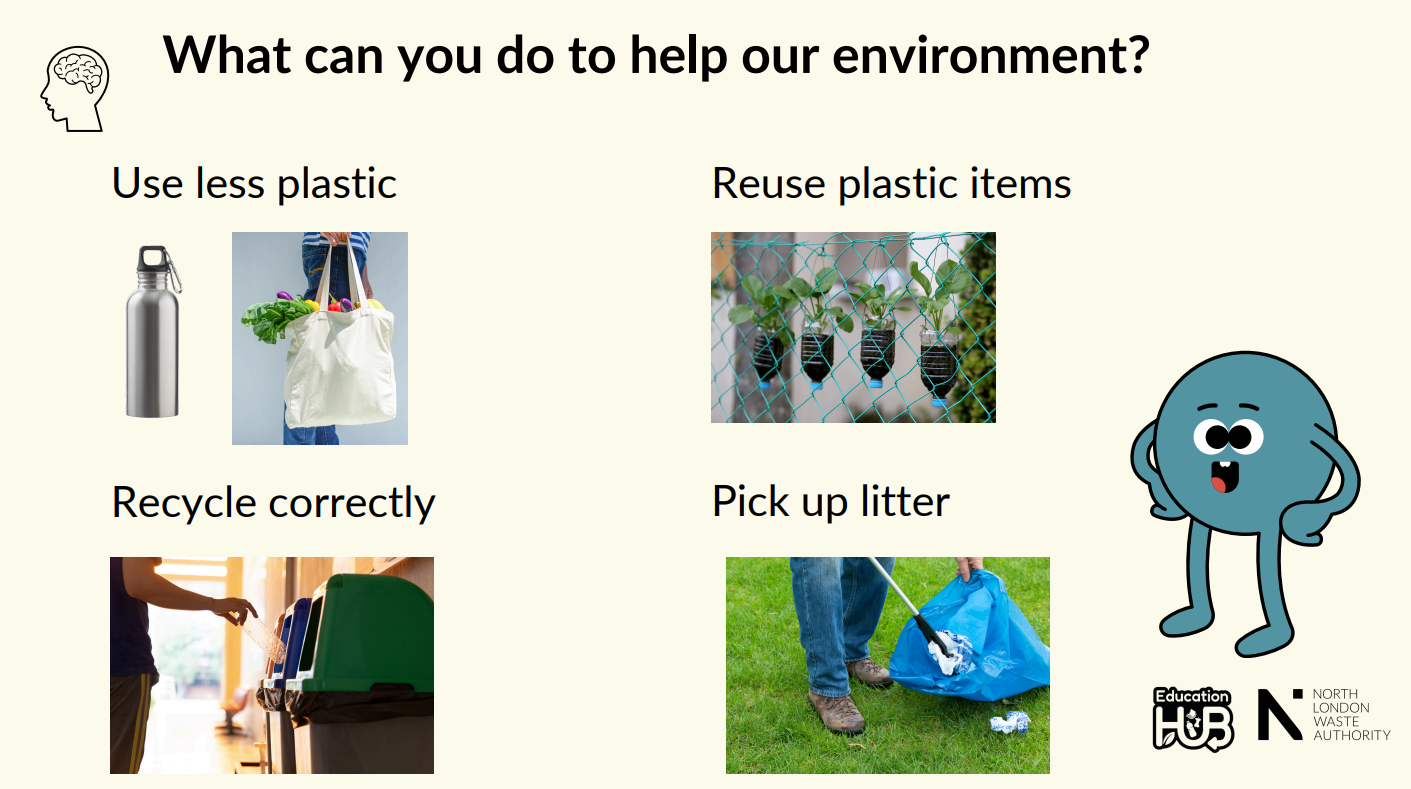 What can you do to help our environment?
Use less plastic
Reuse plastic items
Recycle correctly
Pick up litter
Education
HUB
NORTH
LONDON
WASTE
AUTHORITY